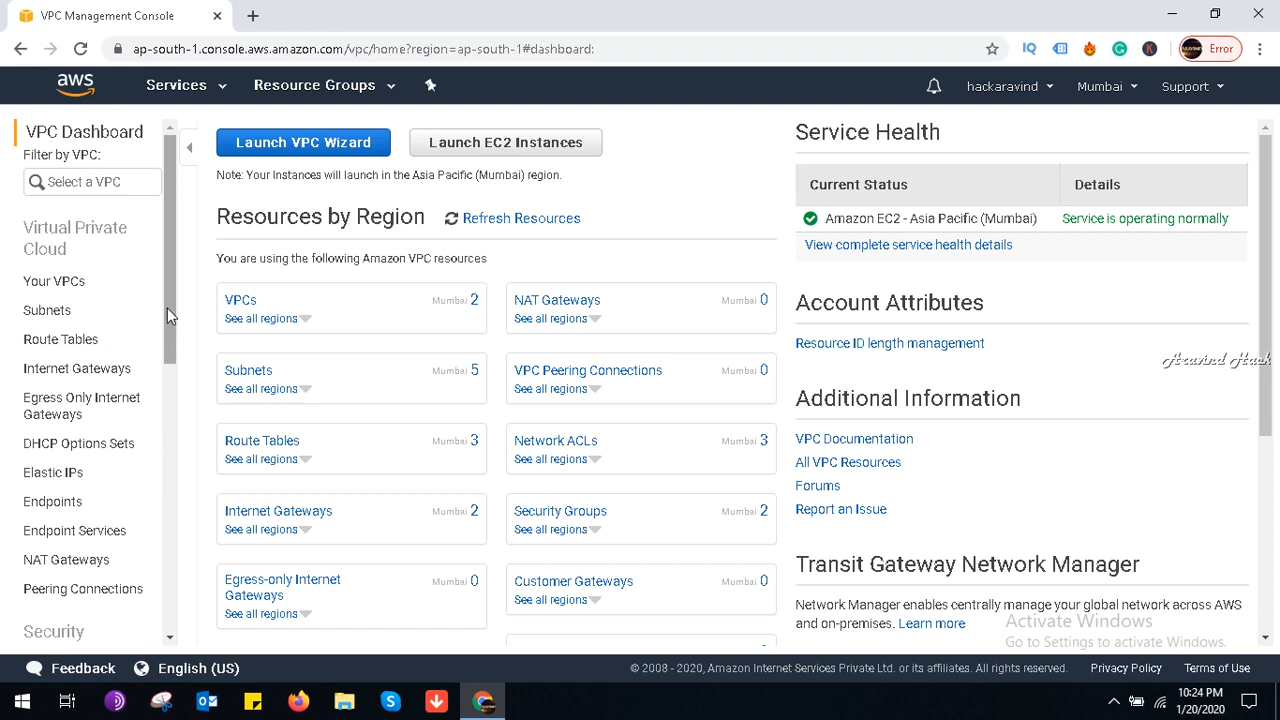 VPC Management Console
ap-south-1.console.aws.amazon.com/vpc/home?region=ap-south-1#dashboard:
IQ
K
Error
aws
Services
Resource Groups
hackaravind
Mumbai
Support
VPC Dashboard
Filter by VPC:
Select a VPC
Virtual Private
Cloud
Your VPCs
Subnets
Route Tables
Internet Gateways
Egress Only Internet
Gateways
DHCP Options Sets
Elastic IPs
Endpoints
Endpoint Services
NAT Gateways
Peering Connections
Security
Launch VPC Wizard
Launch EC2 Instances
Note: Your Instances will launch in the Asia Pacific (Mumbai) region.
Resources by Region
Refresh Resources
You are using the following Amazon VPC resources
VPCs Mumbai 2
See all regions
NAT Gateways Mumbai 0
See all regions
Subnets Mumbai 5
See all regions
VPC Peering Connections Mumbai 0
See all regions
Route Tables Mumbai 3
See all regions
Network ACLs Mumbai 3
See all regions
Internet Gateways Mumbai 2
See all regions
Security Groups Mumbai 2
See all regions
Egress-only Internet Mumbai 0
Gateways
See all regions
Customer Gateways Mumbai 0
See all regions
Service Health
Current Status Details
Amazon EC2 - Asia Pacific (Mumbai) Service is operating normally
View complete service health details
Account Attributes
Resource ID length management
Aravind Hack
Additional Information
VPC Documentation
All VPC Resources
Forums
Report an Issue
Transit Gateway Network Manager
Network Manager enables centrally manage your global network across AWS
and on-premises. Learn more
Activate Windows
Go to Settings to activate Windows.
Feedback
English (US)
© 2008 - 2020, Amazon Internet Services Private Ltd. or its affiliates. All rights reserved.
Privacy Policy
Terms of Use
10:24 PM
1/20/2020